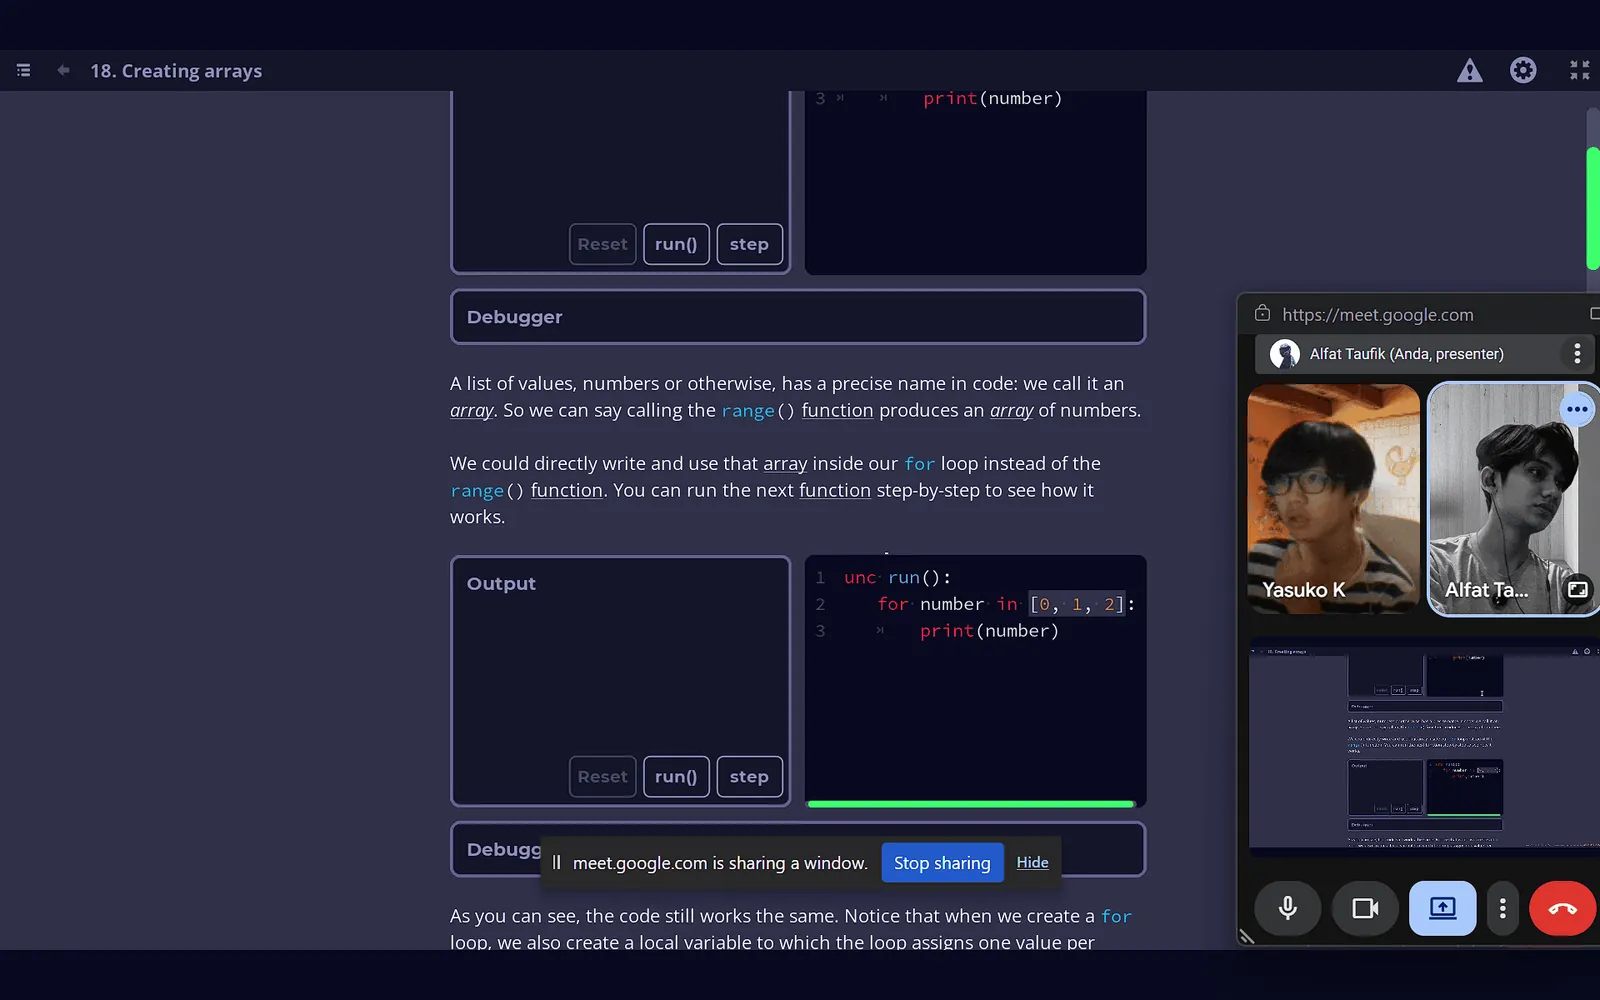 18. Creating arrays
3 print(number)
Reset run() step
Debugger
A list of values, numbers or otherwise, has a precise name in code: we call it an
array. So we can say calling the range() function produces an array of numbers.
We could directly write and use that array inside our for loop instead of the
range() function. You can run the next function step-by-step to see how it
works.
Output
1 unc run():
2 for number in [0, 1, 2]:
3 print(number)
Reset run() step
Debugg
meet.google.com is sharing a window. Stop sharing Hide
As you can see, the code still works the same. Notice that when we create a for
loop, we also create a local variable to which the loop assigns one value per
https://meet.google.com
Alfat Taufik (Anda, presenter)
Yasuko K
Alfat Ta...